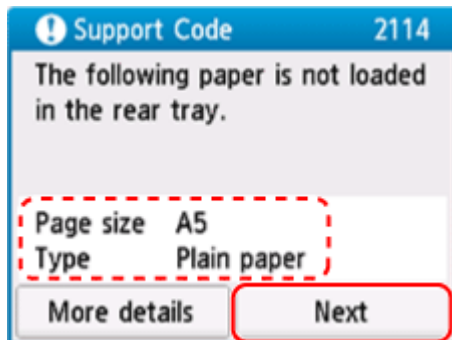 Support Code 2114
The following paper is not loaded
in the rear tray.
Page size A5
Type Plain paper
More details Next